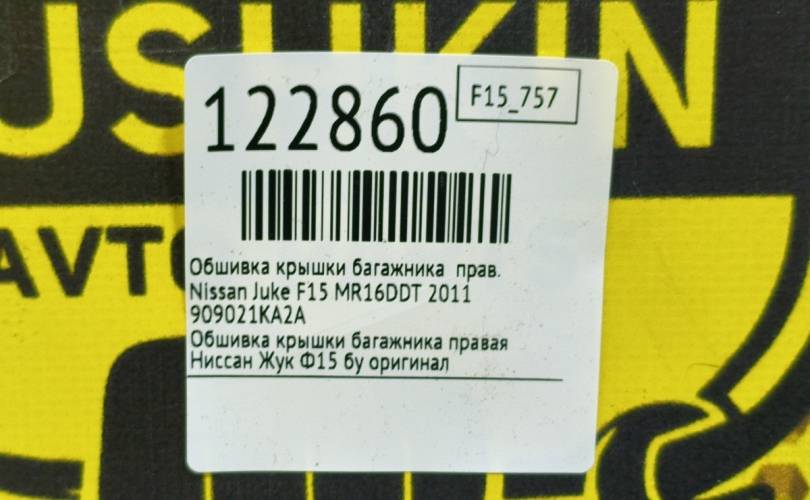 USHKIN
122860
F15_757
AVTO
Обшивка крышки багажника прав.
Nissan Juke F15 MR16DDT 2011
909021KA2A
Обшивка крышки багажника правая
Ниссан Жук Ф15 бу оригинал